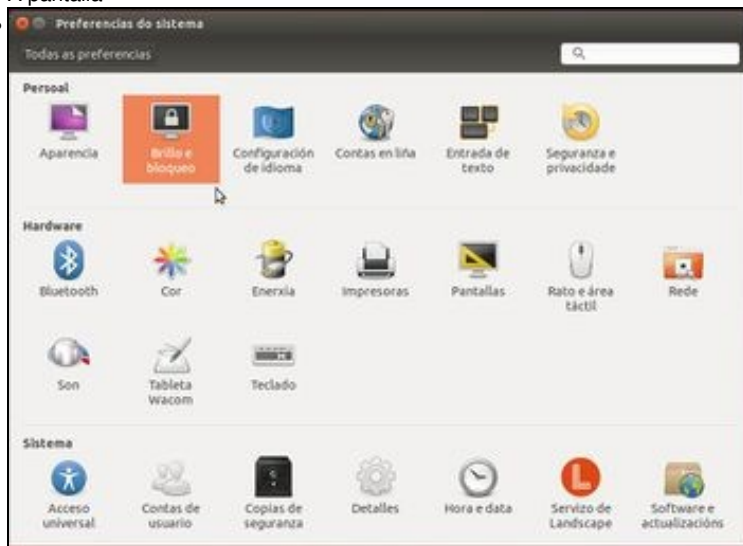 A pantalla
Preferencias do sistema
Todas as preferencias
Persoal
Aparencia
Brillo e
bloqueo
Configuración
de idioma
Contas en liña
Entrada de
texto
Seguranza e
privacidade
Hardware
Bluetooth
Cor
Enerxía
Impresoras
Pantallas
Rato e área
táctil
Rede
Son
Tableta
Wacom
Teclado
Sistema
Acceso
universal
Contas de
usuario
Copias de
seguranza
Detalles
Hora e data
Servizo de
Landscape
Software e
actualizacións